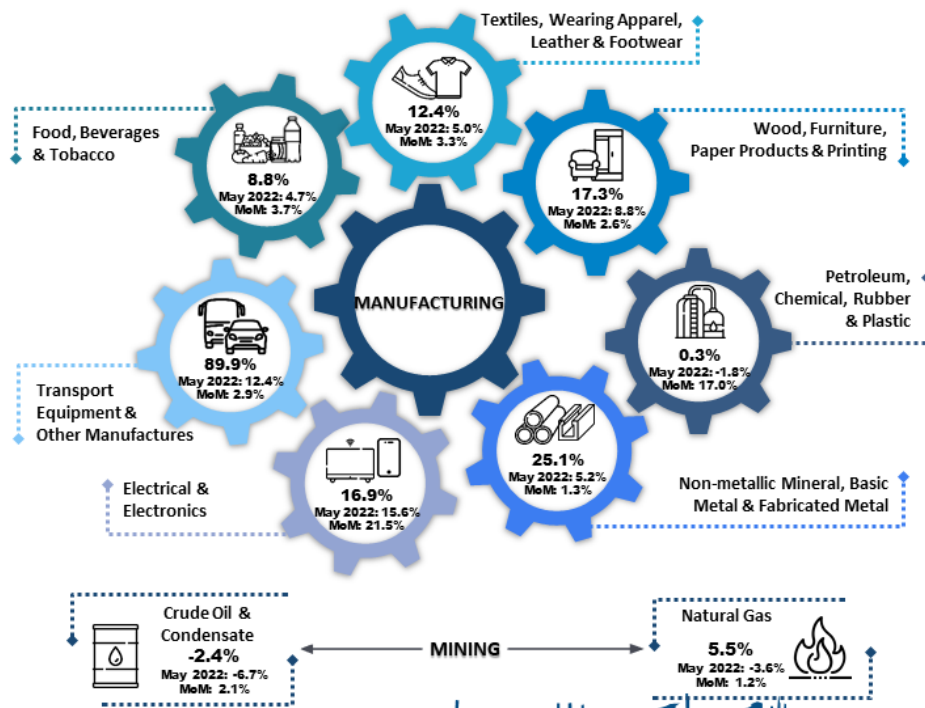 Textiles, Wearing Apparel,
Leather & Footwear
12.4%
May 2022: 5.0%
MoM: 3.3%
Food, Beverages
& Tobacco
8.8%
May 2022: 4.7%
MoM: 3.7%
Wood, Furniture,
Paper Products & Printing
17.3%
May 2022: 8.8%
MoM: 2.6%
MANUFACTURING
Petroleum,
Chemical, Rubber
& Plastic
0.3%
May 2022: -1.8%
MoM: 17.0%
Transport
Equipment &
Other Manufactures
89.9%
May 2022: 12.4%
MoM: 2.9%
Electrical &
Electronics
16.9%
May 2022: 15.6%
MoM: 21.5%
Non-metallic Mineral, Basic
Metal & Fabricated Metal
25.1%
May 2022: 5.2%
MoM: 1.3%
Crude Oil &
Condensate
-2.4%
May 2022: -6.7%
MoM: 2.1%
MINING
Natural Gas
5.5%
May 2022: -3.6%
MoM: 1.2%